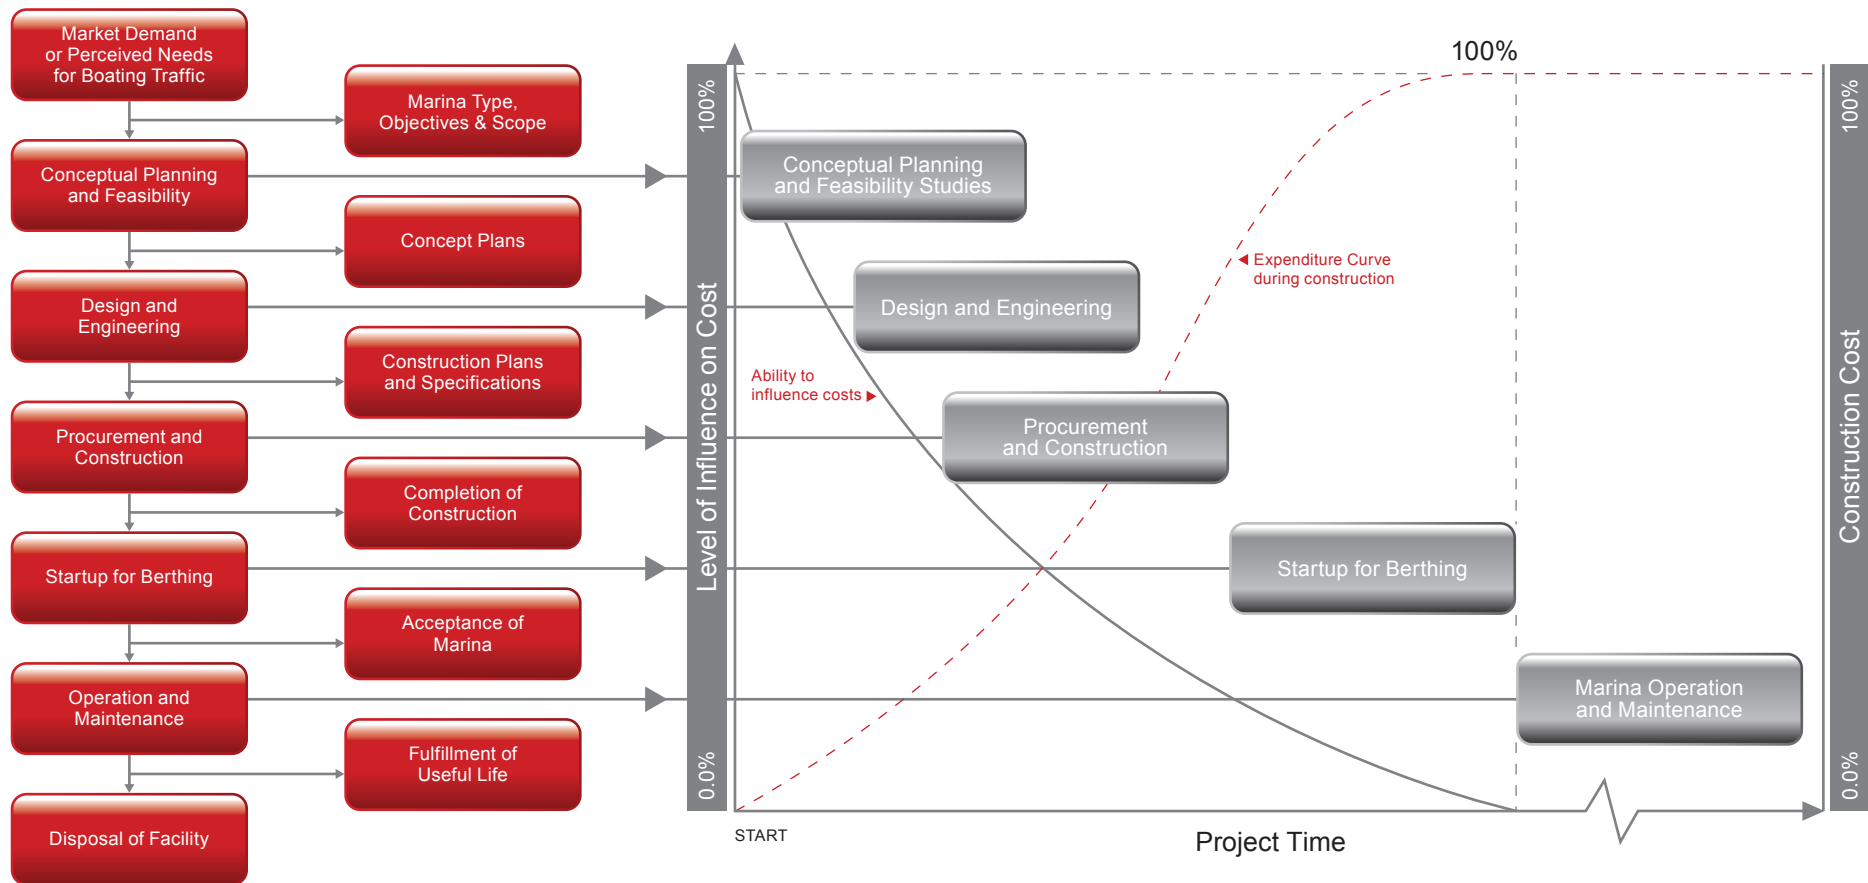 Market Demand
or Perceived Needs
for Boating Traffic
Marina Type,
Objectives & Scope
Conceptual Planning
and Feasibility
Concept Plans
Design and
Engineering
Construction Plans
and Specifications
Procurement and
Construction
Completion of
Construction
Startup for Berthing
Acceptance of
Marina
Operation and
Maintenance
Fulfillment of
Useful Life
Disposal of Facility
100%
Level of Influence on Cost
0.0%
100%
Conceptual Planning
and Feasibility Studies
Expenditure Curve
during construction
Design and Engineering
Ability to
influence costs
Procurement
and Construction
Startup for Berthing
Marina Operation
and Maintenance
START
Project Time
100%
Construction Cost
0.0%